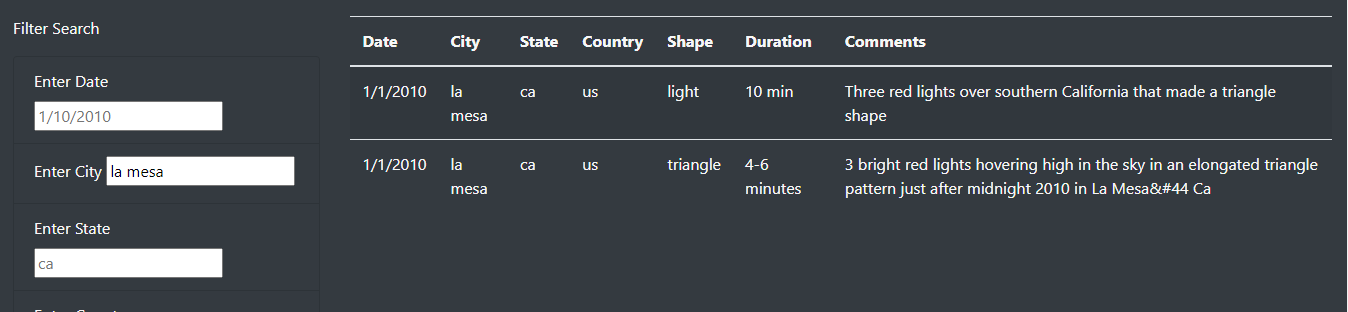 Filter Search
Enter Date
1/10/2010
Enter City la mesa
Enter State
ca
Date City State Country Shape Duration Comments
1/1/2010 la ca us light 10 min Three red lights over southern California that made a triangle
mesa shape
1/1/2010 la ca us triangle 4-6 3 bright red lights hovering high in the sky in an elongated triangle
mesa minutes pattern just after midnight 2010 in La Mesa&#44 Ca